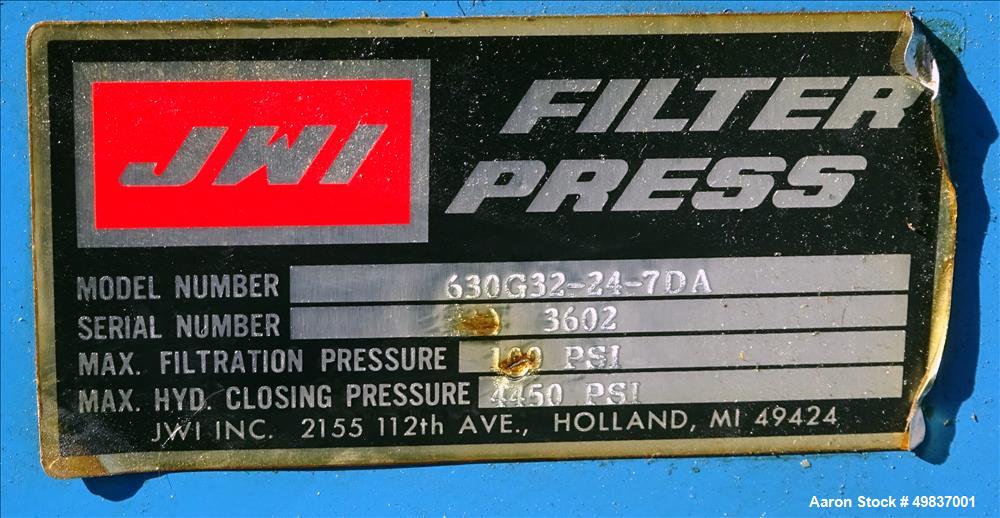 JWI
FILTER
PRESS
MODEL NUMBER 630G32-24-7DA
SERIAL NUMBER 3602
MAX. FILTRATION PRESSURE 100 PSI
MAX. HYD. CLOSING PRESSURE 4450 PSI
JWI INC. 2155 112th AVE., HOLLAND, MI 49424
Aaron Stock # 49837001